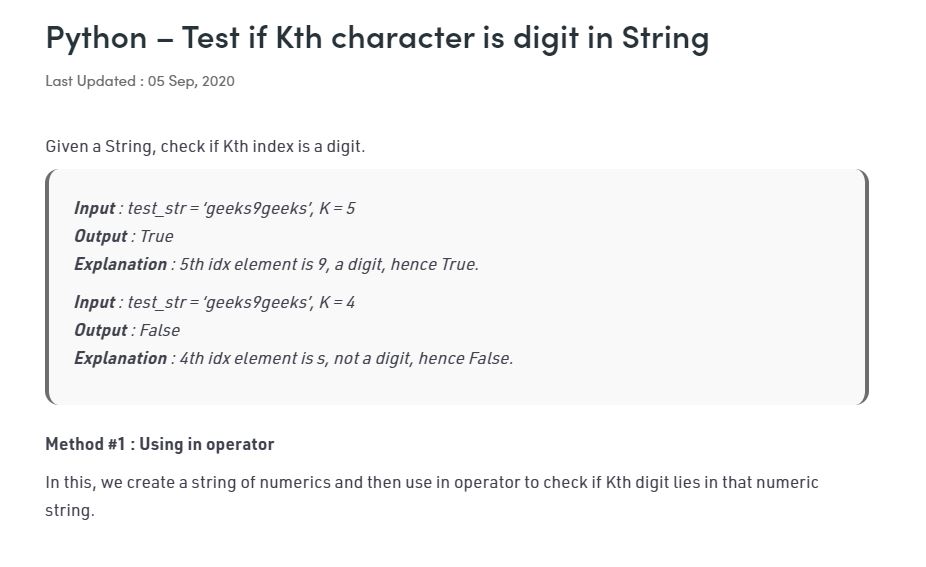 Python – Test if Kth character is digit in String
Last Updated : 05 Sep, 2020
Given a String, check if Kth index is a digit.
Input : test_str = ‘geeks9geeks’, K = 5
Output : True
Explanation : 5th idx element is 9, a digit, hence True.
Input : test_str = ‘geeks9geeks’, K = 4
Output : False
Explanation : 4th idx element is s, not a digit, hence False.
Method #1 : Using in operator
In this, we create a string of numerics and then use in operator to check if Kth digit lies in that numeric
string.